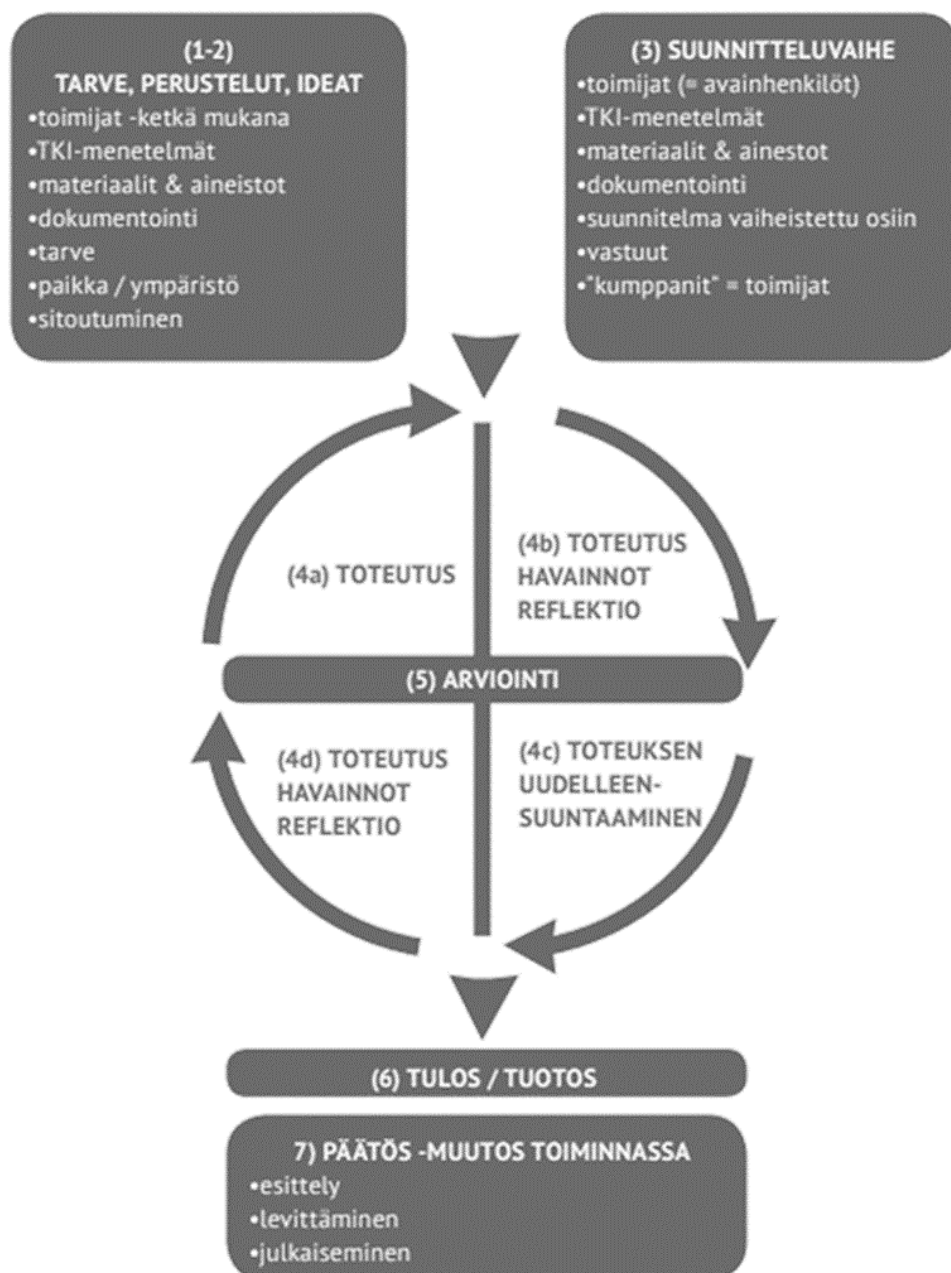 (1-2)
TARVE, PERUSTELUT, IDEAT
•toimijat -ketkä mukana
•TKI-menetelmät
•materiaalit & aineistot
•dokumentointi
•tarve
•paikka / ympäristö
•sitoutuminen
(3) SUUNNITTELUVAIHE
•toimijat (= avainhenkilöt)
•TKI-menetelmät
•materiaalit & ainestot
•dokumentointi
•suunnitelma vaiheistettu osiin
•vastuut
•"kumppanit" = toimijat
(4a) TOTEUTUS
(4b) TOTEUTUS
HAVAINNOT
REFLEKTIO
(5) ARVIOINTI
(4d) TOTEUTUS
HAVAINNOT
REFLEKTIO
(4c) TOTEUKSEN
UUDELLEEN-
SUUNTAAMINEN
(6) TULOS / TUOTOS
7) PÄÄTÖS -MUUTOS TOIMINNASSA
•esittely
•levittäminen
•julkaiseminen